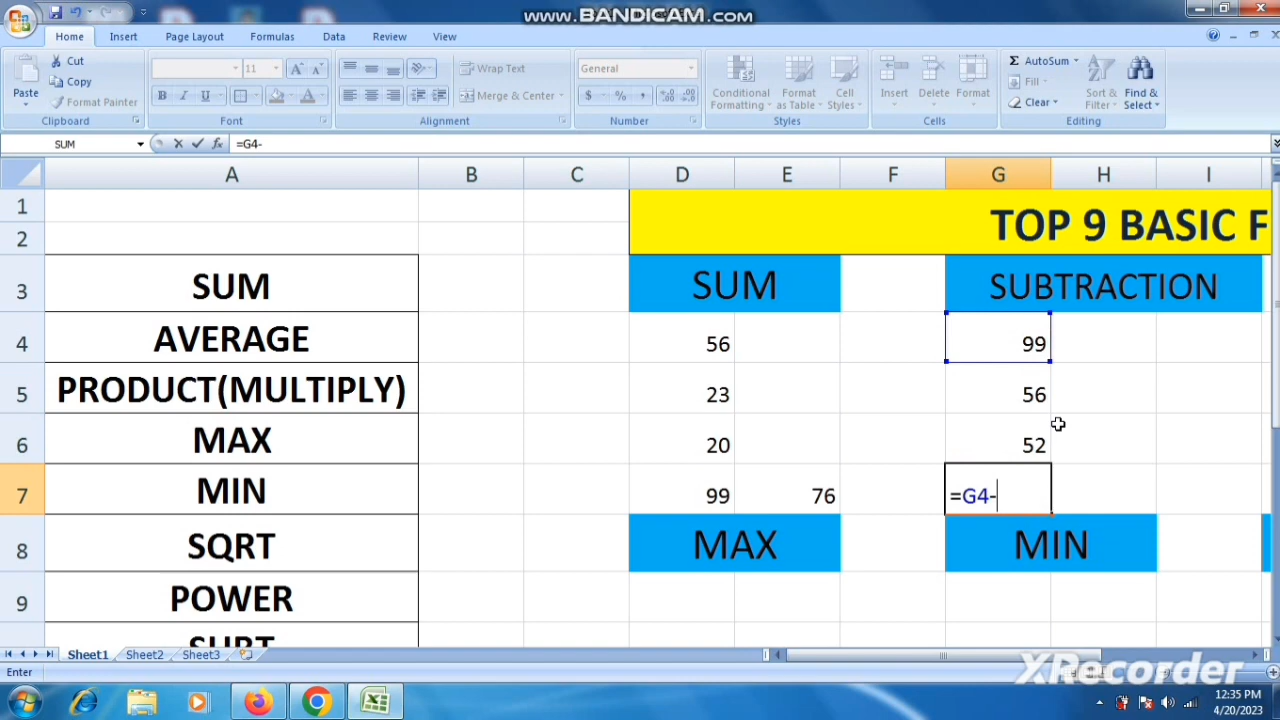 www.BANDICAM.com
Home Insert Page Layout Formulas Data Review View
Paste
Cut
Copy
Format Painter
Clipboard
11
B I U
Font
Wrap Text
Merge & Center
Alignment
General
$ % ,
Number
Conditional Formatting
Format as Table
Cell Styles
Styles
Insert Delete Format
Cells
Σ AutoSum
Fill
Clear
Sort & Filter
Find & Select
Editing
SUM fx =G4-
A B C D E F G H I
1 TOP 9 BASIC F
2
3 SUM SUM SUBTRACTION
4 AVERAGE 56 99
5 PRODUCT(MULTIPLY) 23 56
6 MAX 20 52
7 MIN 99 76 =G4-
8 SQRT MAX MIN
9 POWER
Sheet1 Sheet2 Sheet3
Enter
XRecorder
12:35 PM
4/20/2023